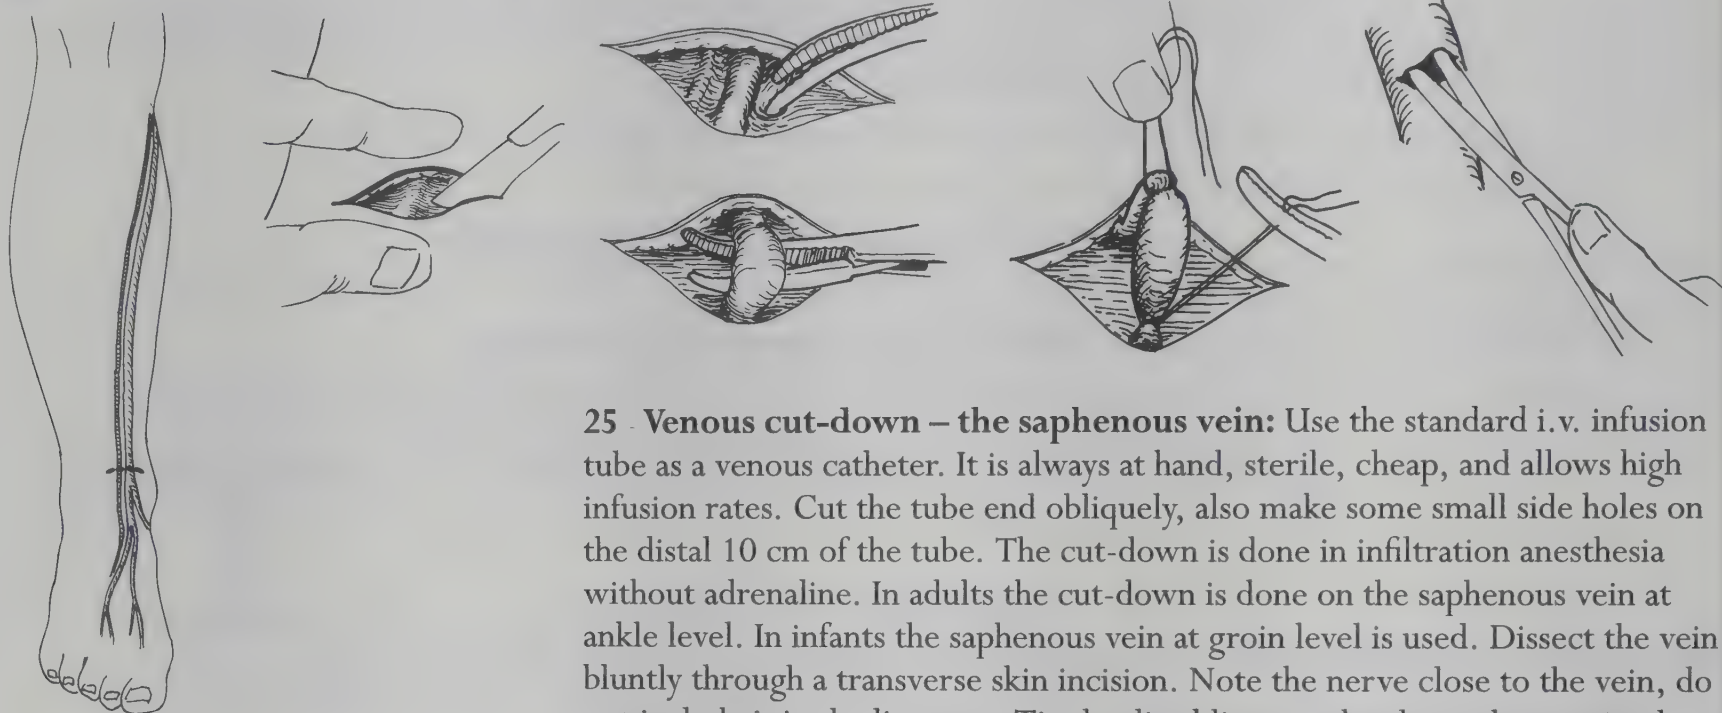 25 - Venous cut-down – the saphenous vein: Use the standard i.v. infusion
tube as a venous catheter. It is always at hand, sterile, cheap, and allows high
infusion rates. Cut the tube end obliquely, also make some small side holes on
the distal 10 cm of the tube. The cut-down is done in infiltration anesthesia
without adrenaline. In adults the cut-down is done on the saphenous vein at
ankle level. In infants the saphenous vein at groin level is used. Dissect the vein
bluntly through a transverse skin incision. Note the nerve close to the vein, do